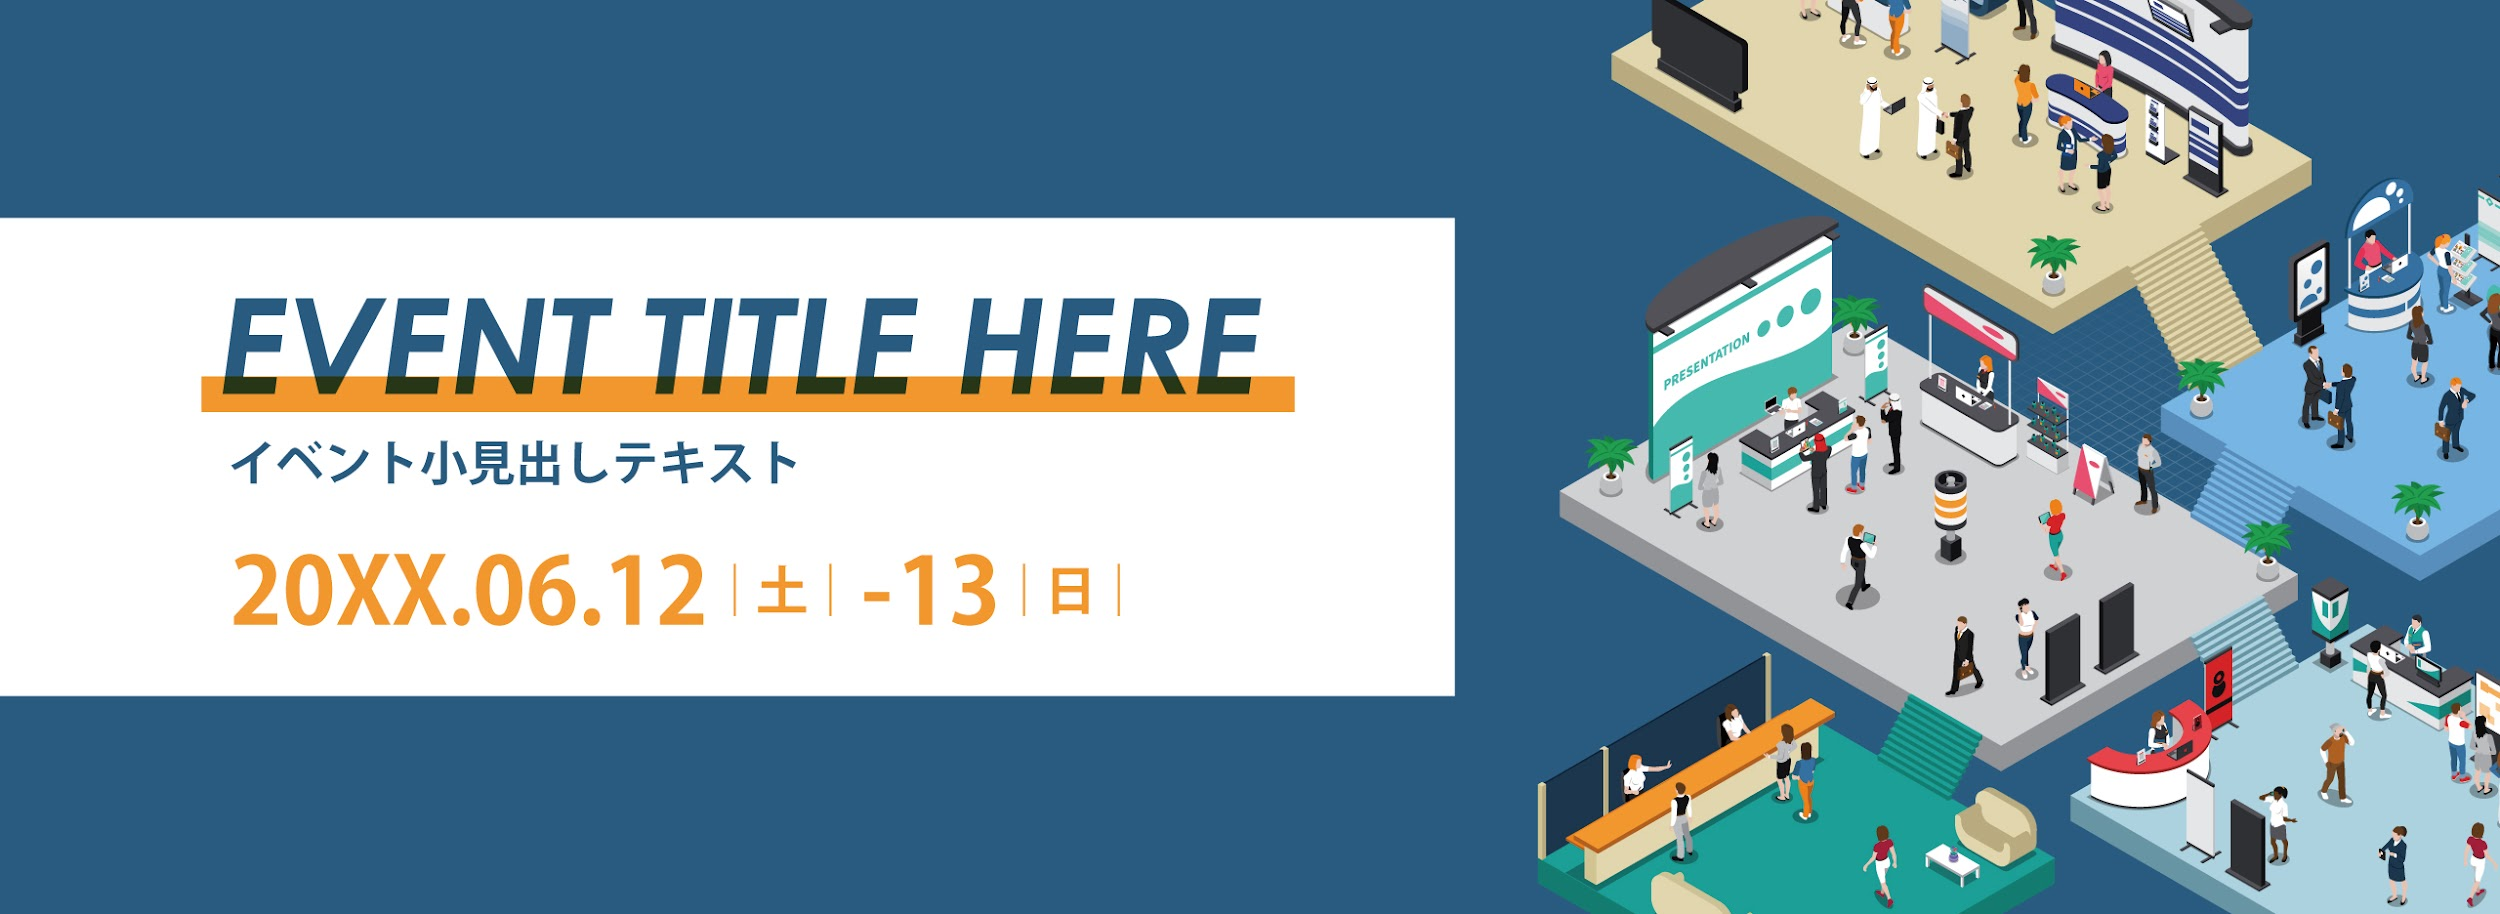 EVENT TITLE HERE
イベント小見出しテキスト
20XX.06.12|土|-13|日|
PRESENTATION